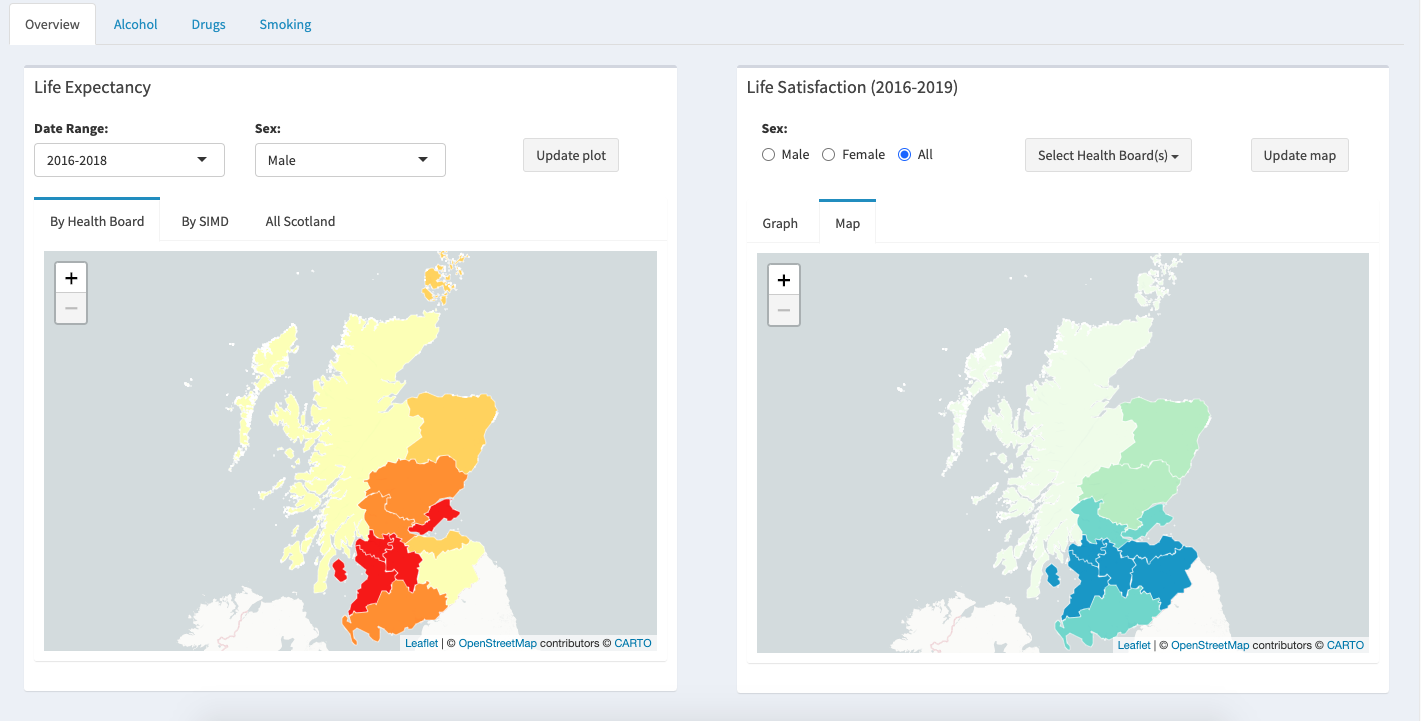 Overview Alcohol Drugs Smoking
Life Expectancy
Date Range: Sex:
2016-2018 Male Update plot
By Health Board By SIMD All Scotland
+
−
Leaflet | © OpenStreetMap contributors © CARTO
Life Satisfaction (2016-2019)
Sex:
Male Female All Select Health Board(s) Update map
Graph Map
+
−
Leaflet | © OpenStreetMap contributors © CARTO